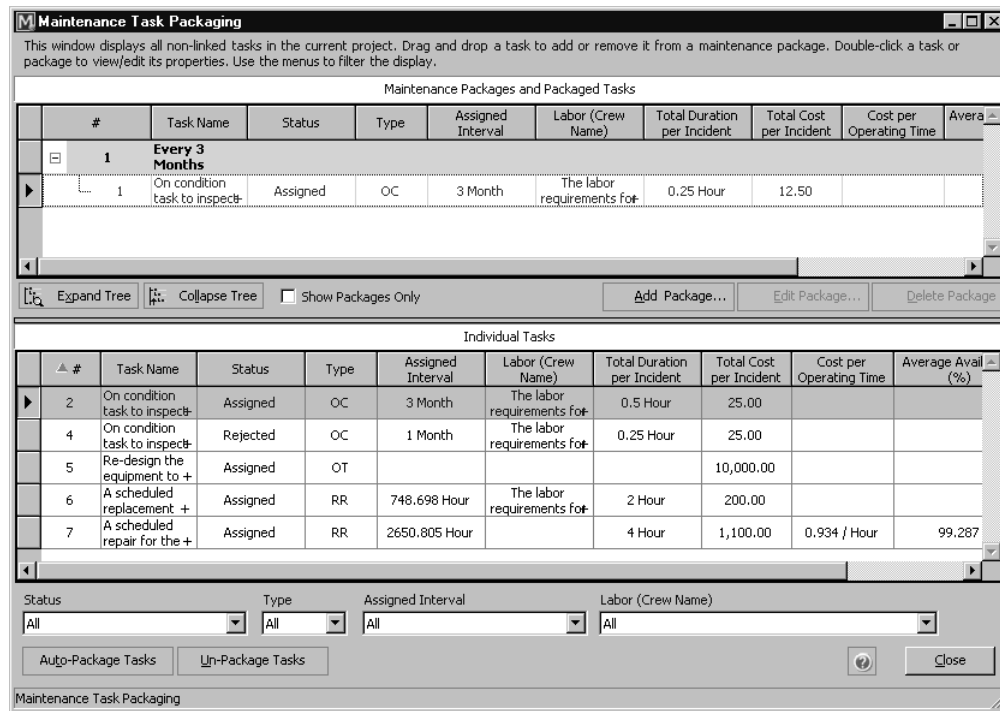 Maintenance Task Packaging
This window displays all non-linked tasks in the current project. Drag and drop a task to add or remove it from a maintenance package. Double-click a task or
package to view/edit its properties. Use the menus to filter the display.
Maintenance Packages and Packaged Tasks
# Task Name Status Type Assigned Interval Labor (Crew Name) Total Duration per Incident Total Cost per Incident Cost per Operating Time Avera
1 Every 3 Months
1 On condition task to inspect+ Assigned OC 3 Month The labor requirements for+ 0.25 Hour 12.50
Expand Tree Collapse Tree Show Packages Only Add Package... Edit Package... Delete Package
Individual Tasks
# Task Name Status Type Assigned Interval Labor (Crew Name) Total Duration per Incident Total Cost per Incident Cost per Operating Time Average Avail (%)
2 On condition task to inspect+ Assigned OC 3 Month The labor requirements for+ 0.5 Hour 25.00
4 On condition task to inspect+ Rejected OC 1 Month The labor requirements for+ 0.25 Hour 25.00
5 Re-design the equipment to + Assigned OT 10,000.00
6 A scheduled replacement + Assigned RR 748.698 Hour The labor requirements for+ 2 Hour 200.00
7 A scheduled repair for the + Assigned RR 2650.805 Hour 4 Hour 1,100.00 0.934 / Hour 99.287
Status Type Assigned Interval Labor (Crew Name)
All All All All
Auto-Package Tasks Un-Package Tasks ? Close
Maintenance Task Packaging